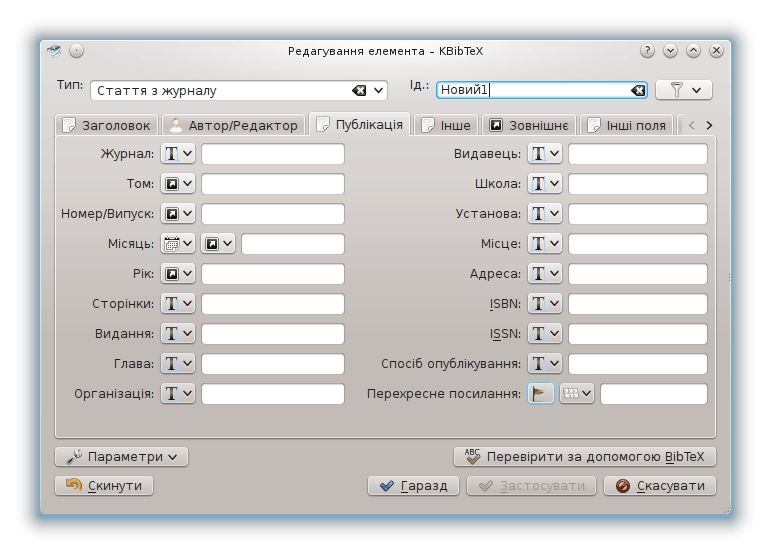 Редагування елемента – KBibTeX
Тип: Стаття з журналу Ід.: Новий1
Заголовок Автор/Редактор Публікація Інше Зовнішнє Інші поля
Журнал: Видавець:
Том: Школа:
Номер/Випуск: Установа:
Місяць: Місце:
Рік: Адреса:
Сторінки: ISBN:
Видання: ISSN:
Глава: Спосіб опублікування:
Організація: Перехресне посилання:
Параметри ABC Перевірити за допомогою BibTeX
Скинути Гаразд Застосувати Скасувати